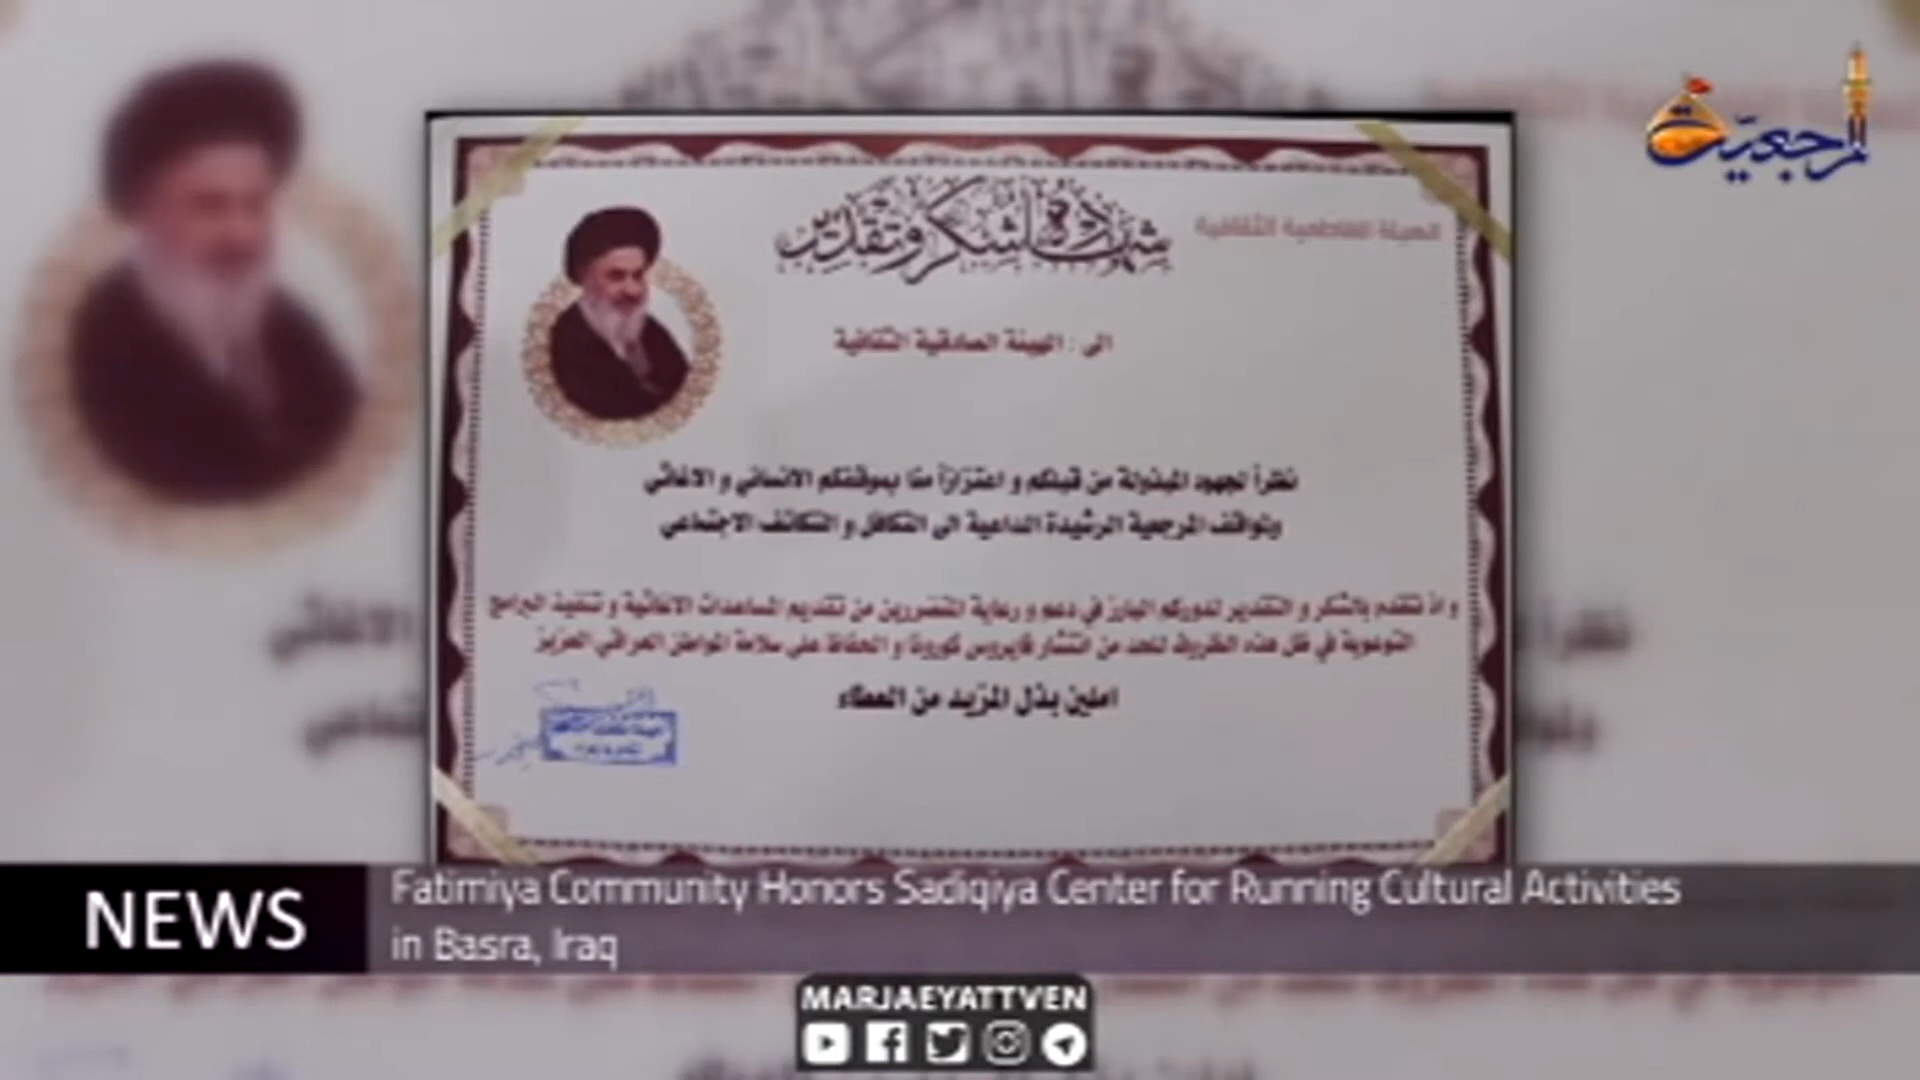 المرجعیّت
شهادة شكر وتقدير
الهيئة الفاطمية الثقافية
الى : الهيئة الصادقية الثقافية
نظراً لجهود المبذولة من قبلكم و اعتزازاً منا بموقفكم الانساني و الاغاثي
ولمواقف المرجعية الرشيدة الداعية الى التكافل و التكاتف الاجتماعي
و اذ نتقدم بالشكر و التقدير لدوركم البارز في دعم و رعاية المتضررين من تقديم المساعدات الاغاثية و تنفيذ البرامج
التوعوية في ظل هذه الظروف للحد من انتشار فايروس كورونا و الحفاظ على سلامة المواطن العراقي العزيز
املين بذل المزيد من العطاء
NEWS
Fatimiya Community Honors Sadiqiya Center for Running Cultural Activities
in Basra, Iraq
MARJAEYATTVEN